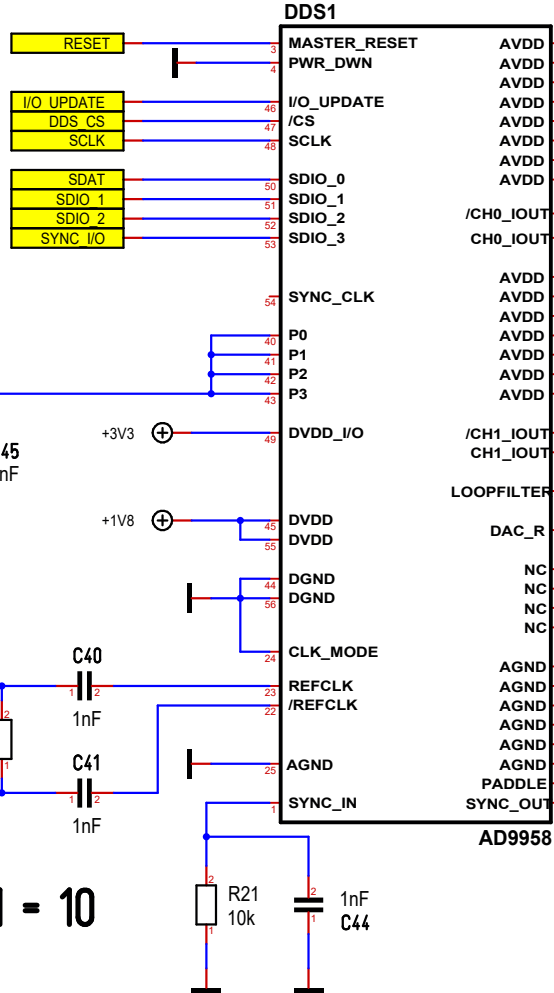 DDS1
RESET 3 MASTER_RESET AVDD
4 PWR_DWN AVDD
AVDD
I/O_UPDATE 46 I/O_UPDATE AVDD
DDS_CS 47 /CS AVDD
SCLK 48 SCLK AVDD
AVDD
SDAT 50 SDIO_0 AVDD
SDIO_1 51 SDIO_1
SDIO_2 52 SDIO_2 /CH0_IOUT
SYNC_I/O 53 SDIO_3 CH0_IOUT
AVDD
54 SYNC_CLK AVDD
AVDD
40 P0 AVDD
41 P1 AVDD
42 P2 AVDD
43 P3 AVDD
+3V3 49 DVDD_I/O /CH1_IOUT
45 CH1_IOUT
nF
LOOPFILTER
+1V8 45 DVDD DAC_R
55 DVDD
NC
44 DGND NC
56 DGND NC
NC
24 CLK_MODE
C40 AGND
1 2 23 REFCLK AGND
1nF 22 /REFCLK AGND
2 AGND
C41 AGND
1 25 AGND AGND
1 2 PADDLE
1nF 1 SYNC_IN SYNC_OUT
AD9958
2 R21 2 1nF
= 10 10k 1 C44
1